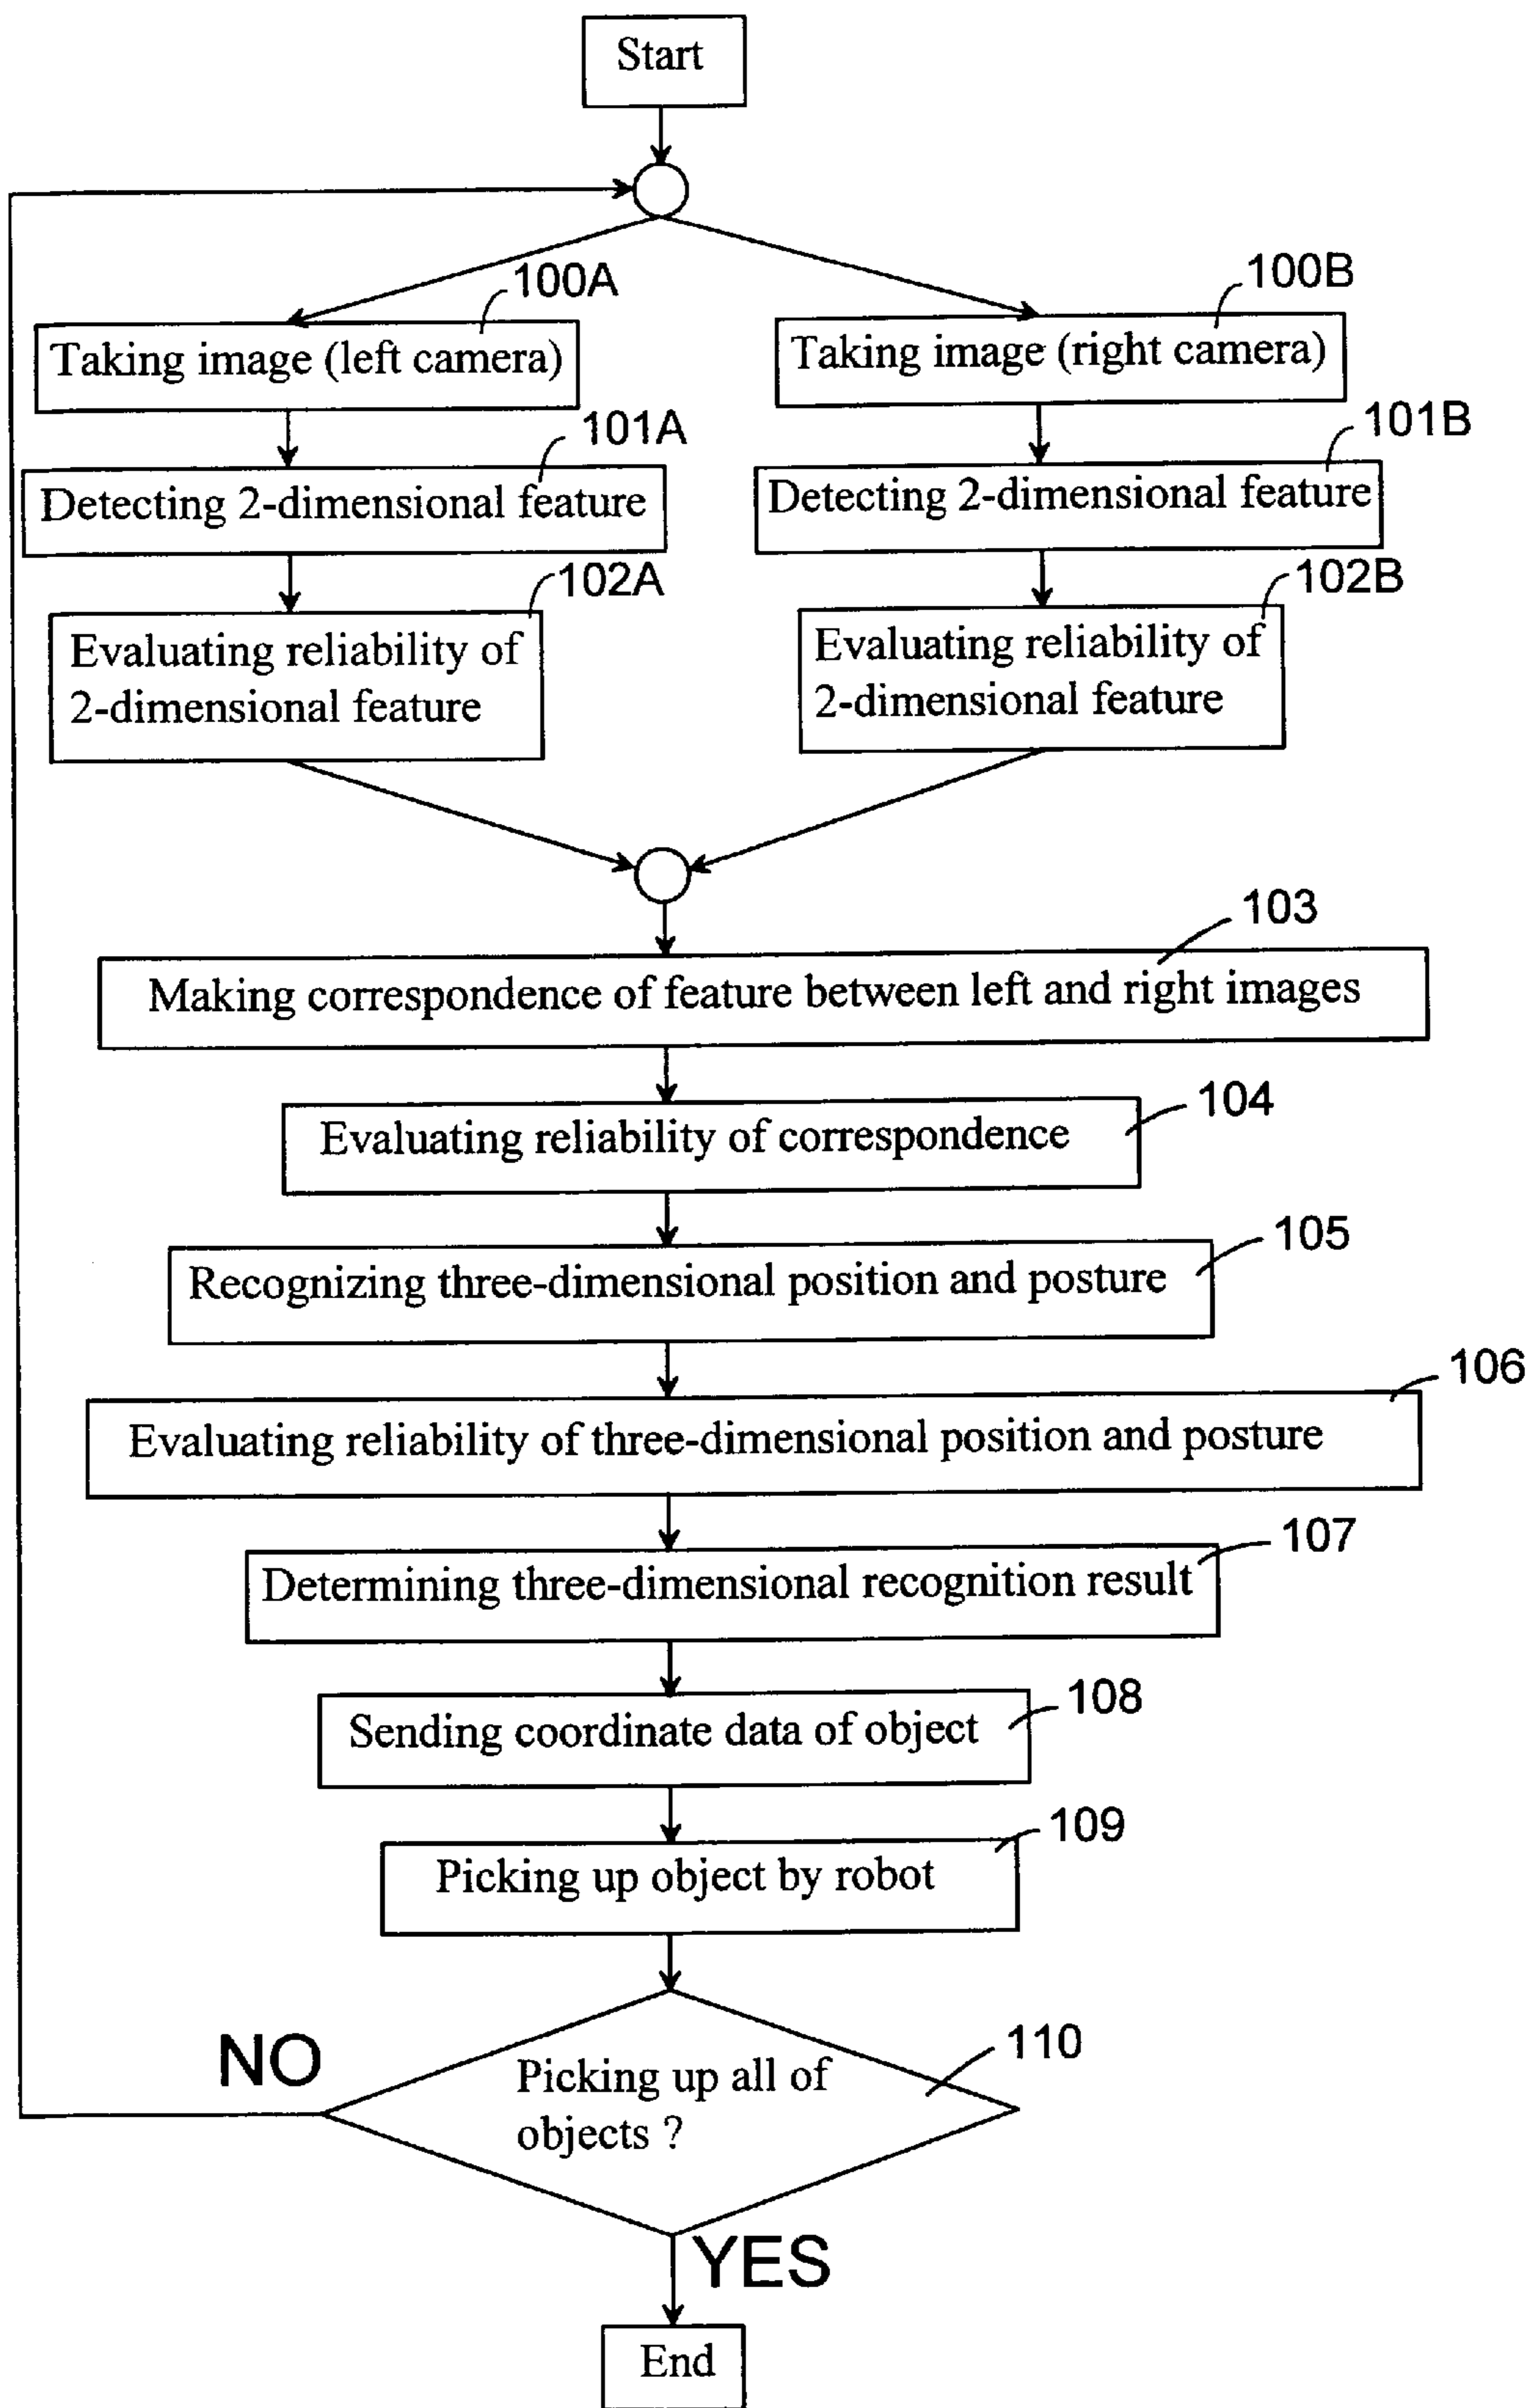 Start
100A
100B
Taking image (left camera)
Taking image (right camera)
101A
101B
Detecting 2-dimensional feature
Detecting 2-dimensional feature
102A
102B
Evaluating reliability of
2-dimensional feature
Evaluating reliability of
2-dimensional feature
103
Making correspondence of feature between left and right images
104
Evaluating reliability of correspondence
105
Recognizing three-dimensional position and posture
106
Evaluating reliability of three-dimensional position and posture
107
Determining three-dimensional recognition result
108
Sending coordinate data of object
109
Picking up object by robot
110
NO
Picking up all of
objects ?
YES
End